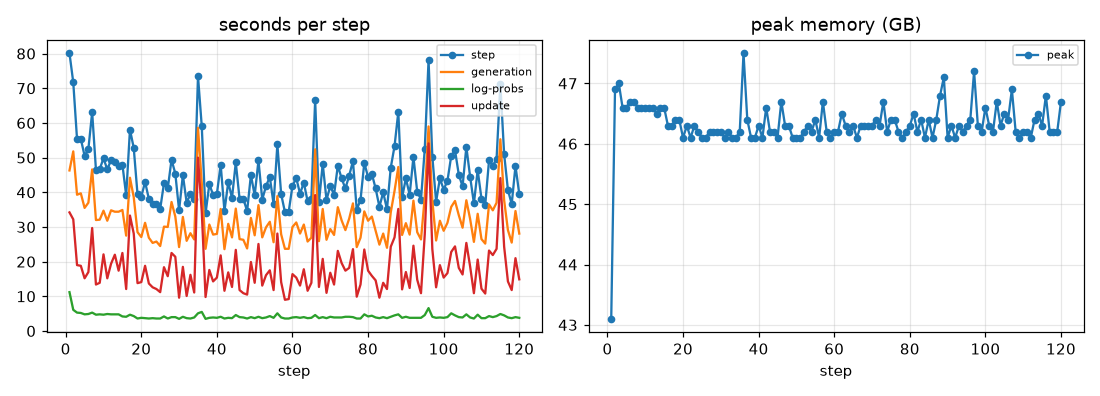 seconds per step
80
70
60
50
40
30
20
10
0
0 20 40 60 80 100 120
step
step
generation
log-probs
update
peak memory (GB)
47
46
45
44
43
0 20 40 60 80 100 120
step
peak